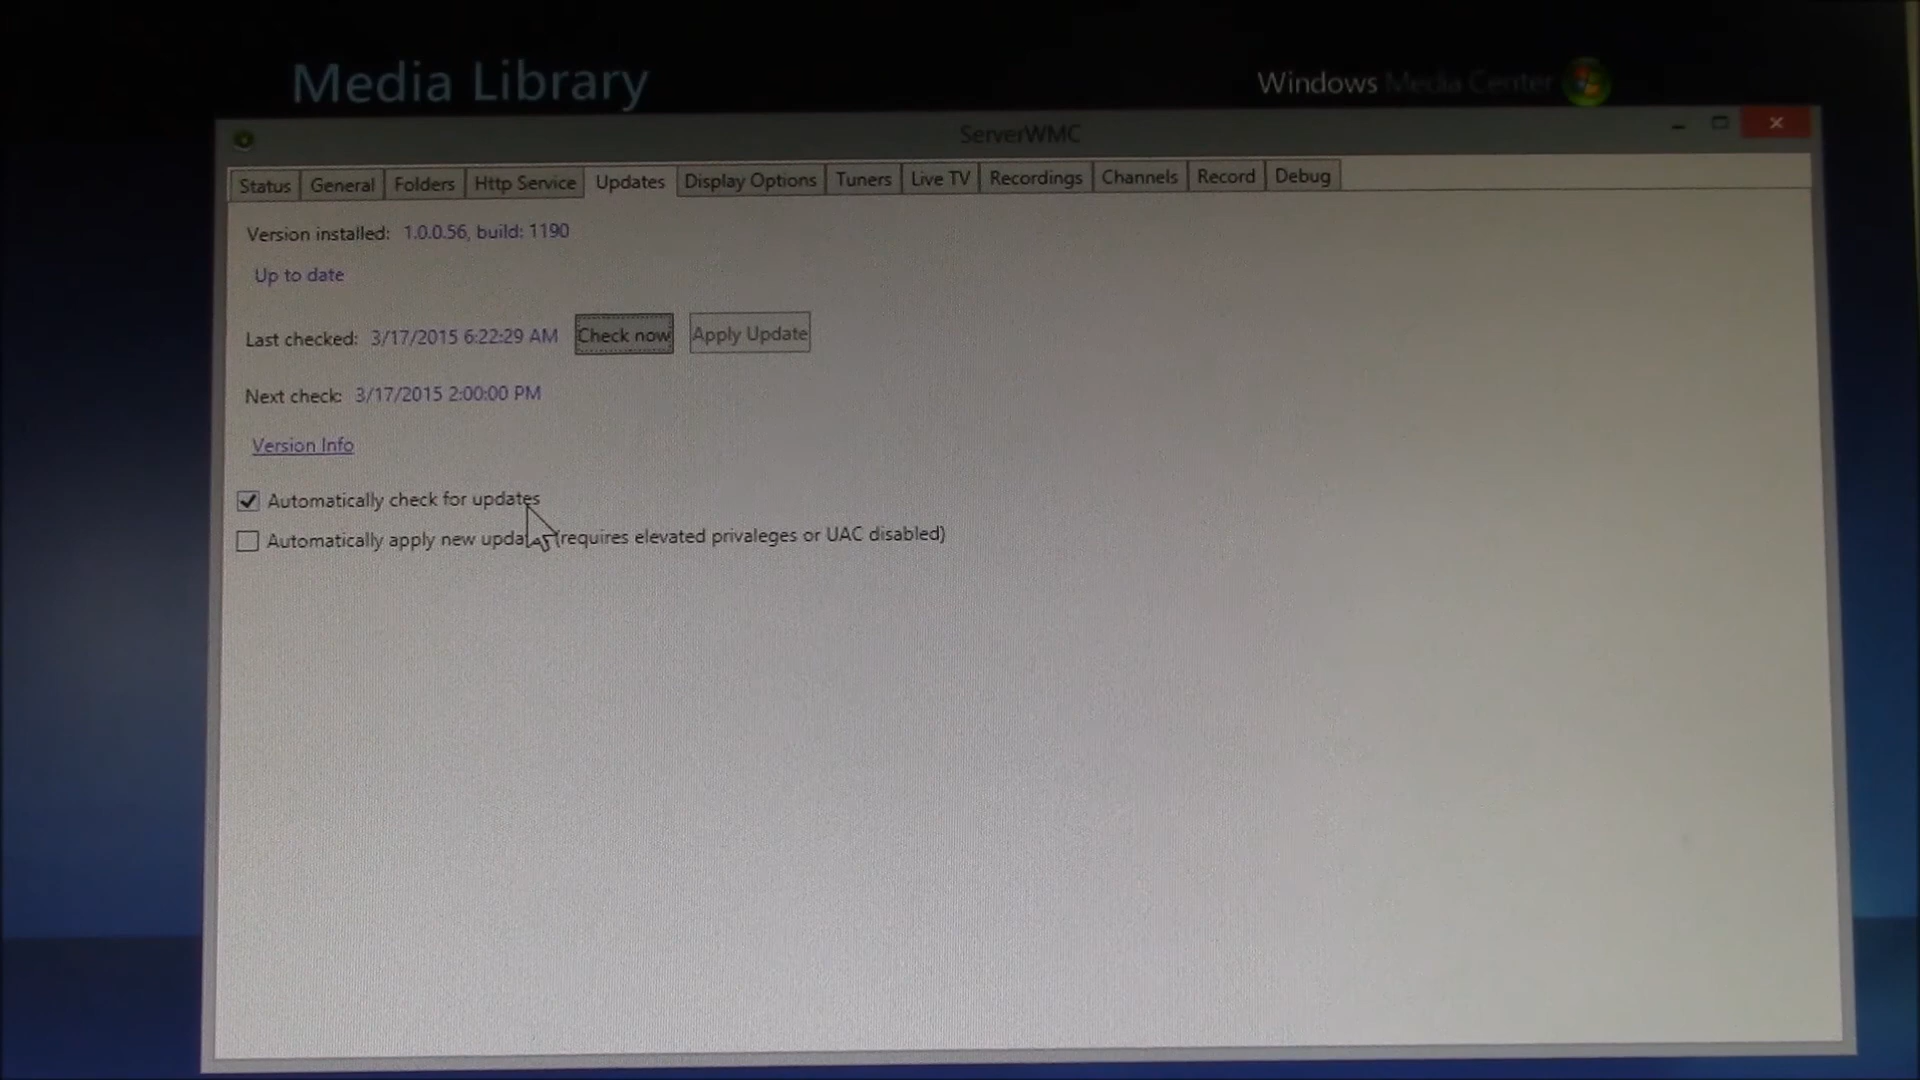 Media Library
Windows Media Center
ServerWMC
Status General Folders Http Service Updates Display Options Tuners Live TV Recordings Channels Record Debug
Version installed: 1.0.0.56, build: 1190
Up to date
Last checked: 3/17/2015 6:22:29 AM Check now Apply Update
Next check: 3/17/2015 2:00:00 PM
Version Info
Automatically check for updates
Automatically apply new updates (requires elevated privaleges or UAC disabled)